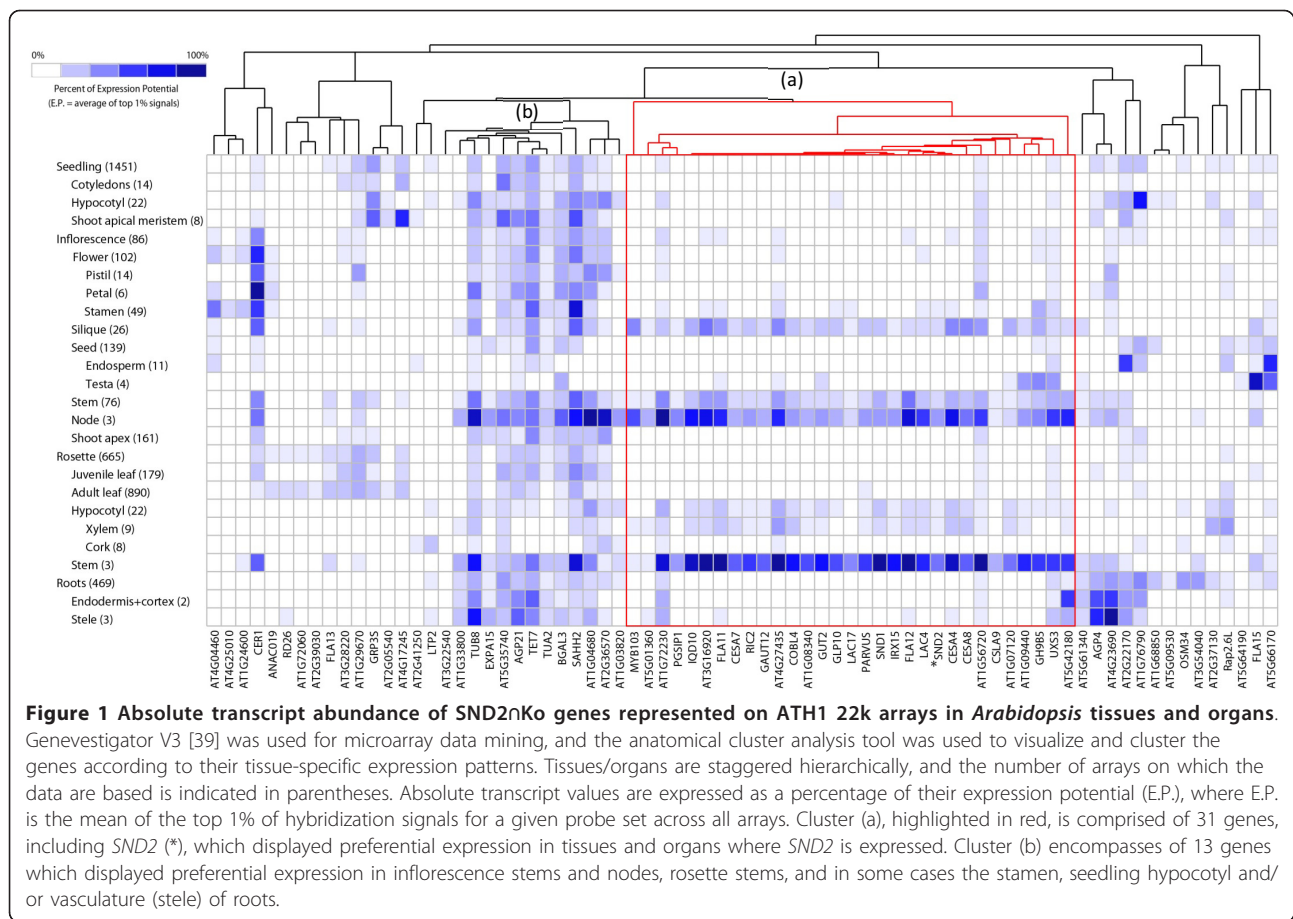 0%
100%
Percent of Expression Potential
(E.P. = average of top 1% signals)
(a)
(b)
Seedling (1451)
Cotyledons (14)
Hypocotyl (22)
Shoot apical meristem (8)
Inflorescence (86)
Flower (102)
Pistil (14)
Petal (6)
Stamen (49)
Silique (26)
Seed (139)
Endosperm (11)
Testa (4)
Stem (76)
Node (3)
Shoot apex (161)
Rosette (665)
Juvenile leaf (179)
Adult leaf (890)
Hypocotyl (22)
Xylem (9)
Cork (8)
Stem (3)
Roots (469)
Endodermis+cortex (2)
Stele (3)
AT4G04460
AT4G25010
AT1G24600
CER1
ANAC019
RD26
AT1G72060
AT2G39030
FLA13
AT3G28220
AT1G29670
GRP3S
AT2G05540
AT4G17245
AT2G41250
LTP2
AT3G22540
AT1G33800
TUB8
EXPA15
AT5G35740
AGP21
TET7
TUA2
BGAL3
SAHH2
AT1G04680
AT2G36570
AT1G03820
MYB103
AT5G01360
AT1G72230
PGSIP1
IQD10
AT3G16920
FLA11
CESA7
RIC2
GAUT12
AT4G27435
COBL4
AT1G08340
GUT2
GLP10
LAC17
PARVUS
SND1
IRX15
FLA12
LAC4
*SND2
CESA4
CESA8
AT1G56720
CSLA9
AT1G07120
AT1G09440
GH9B5
UXS3
AT5G42180
AT5G61340
AGP4
AT4G23990
AT2G22170
AT1G76790
AT1G68850
AT5G09530
OSM34
AT3G54040
AT2G37130
Rap2.6L
AT5G64190
FLA15
AT5G66170
Figure 1 Absolute transcript abundance of SND2∩Ko genes represented on ATH1 22k arrays in Arabidopsis tissues and organs.
Genevestigator V3 [39] was used for microarray data mining, and the anatomical cluster analysis tool was used to visualize and cluster the
genes according to their tissue-specific expression patterns. Tissues/organs are staggered hierarchically, and the number of arrays on which the
data are based is indicated in parentheses. Absolute transcript values are expressed as a percentage of their expression potential (E.P.), where E.P.
is the mean of the top 1% of hybridization signals for a given probe set across all arrays. Cluster (a), highlighted in red, is comprised of 31 genes,
including SND2 (*), which displayed preferential expression in tissues and organs where SND2 is expressed. Cluster (b) encompasses of 13 genes
which displayed preferential expression in inflorescence stems and nodes, rosette stems, and in some cases the stamen, seedling hypocotyl and/
or vasculature (stele) of roots.